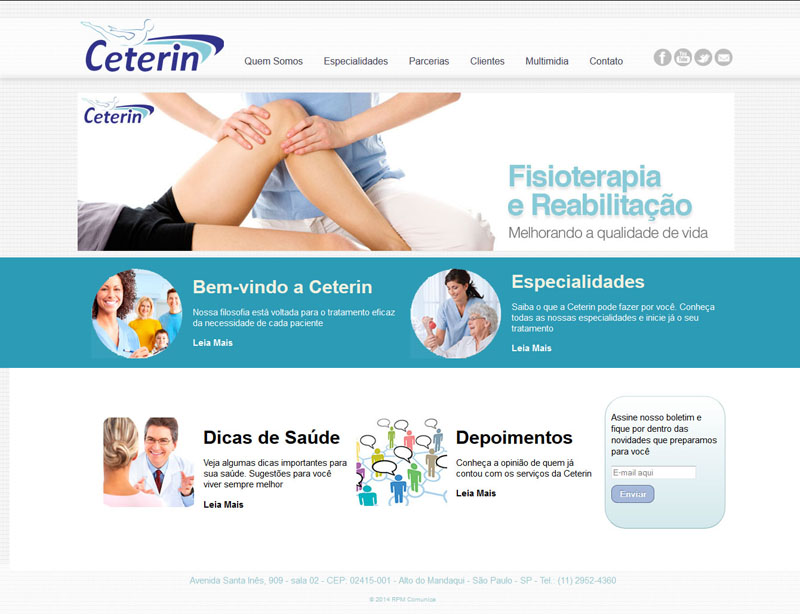 Ceterin
Quem Somos
Especialidades
Parcerias
Clientes
Multimidia
Contato
You Tube
Ceterin
Fisioterapia
e Reabilitação
Melhorando a qualidade de vida
Bem-vindo a Ceterin
Nossa filosofia está voltada para o tratamento eficaz
da necessidade de cada paciente
Leia Mais
Especialidades
Saiba o que a Ceterin pode fazer por você. Conheça
todas as nossas especialidades e inicie já o seu
tratamento
Leia Mais
Dicas de Saúde
Veja algumas dicas importantes para
sua saúde. Sugestões para você
viver sempre melhor
Leia Mais
Depoimentos
Conheça a opinião de quem já
contou com os serviços da Ceterin
Leia Mais
Assine nosso boletim e
fique por dentro das
novidades que preparamos
para você
E-mail aqui
Enviar
Avenida Santa Inês, 909 - sala 02 - CEP: 02415-001 - Alto do Mandaqui - São Paulo - SP - Tel.: (11) 2952-4360
© 2014 RPM Comunica